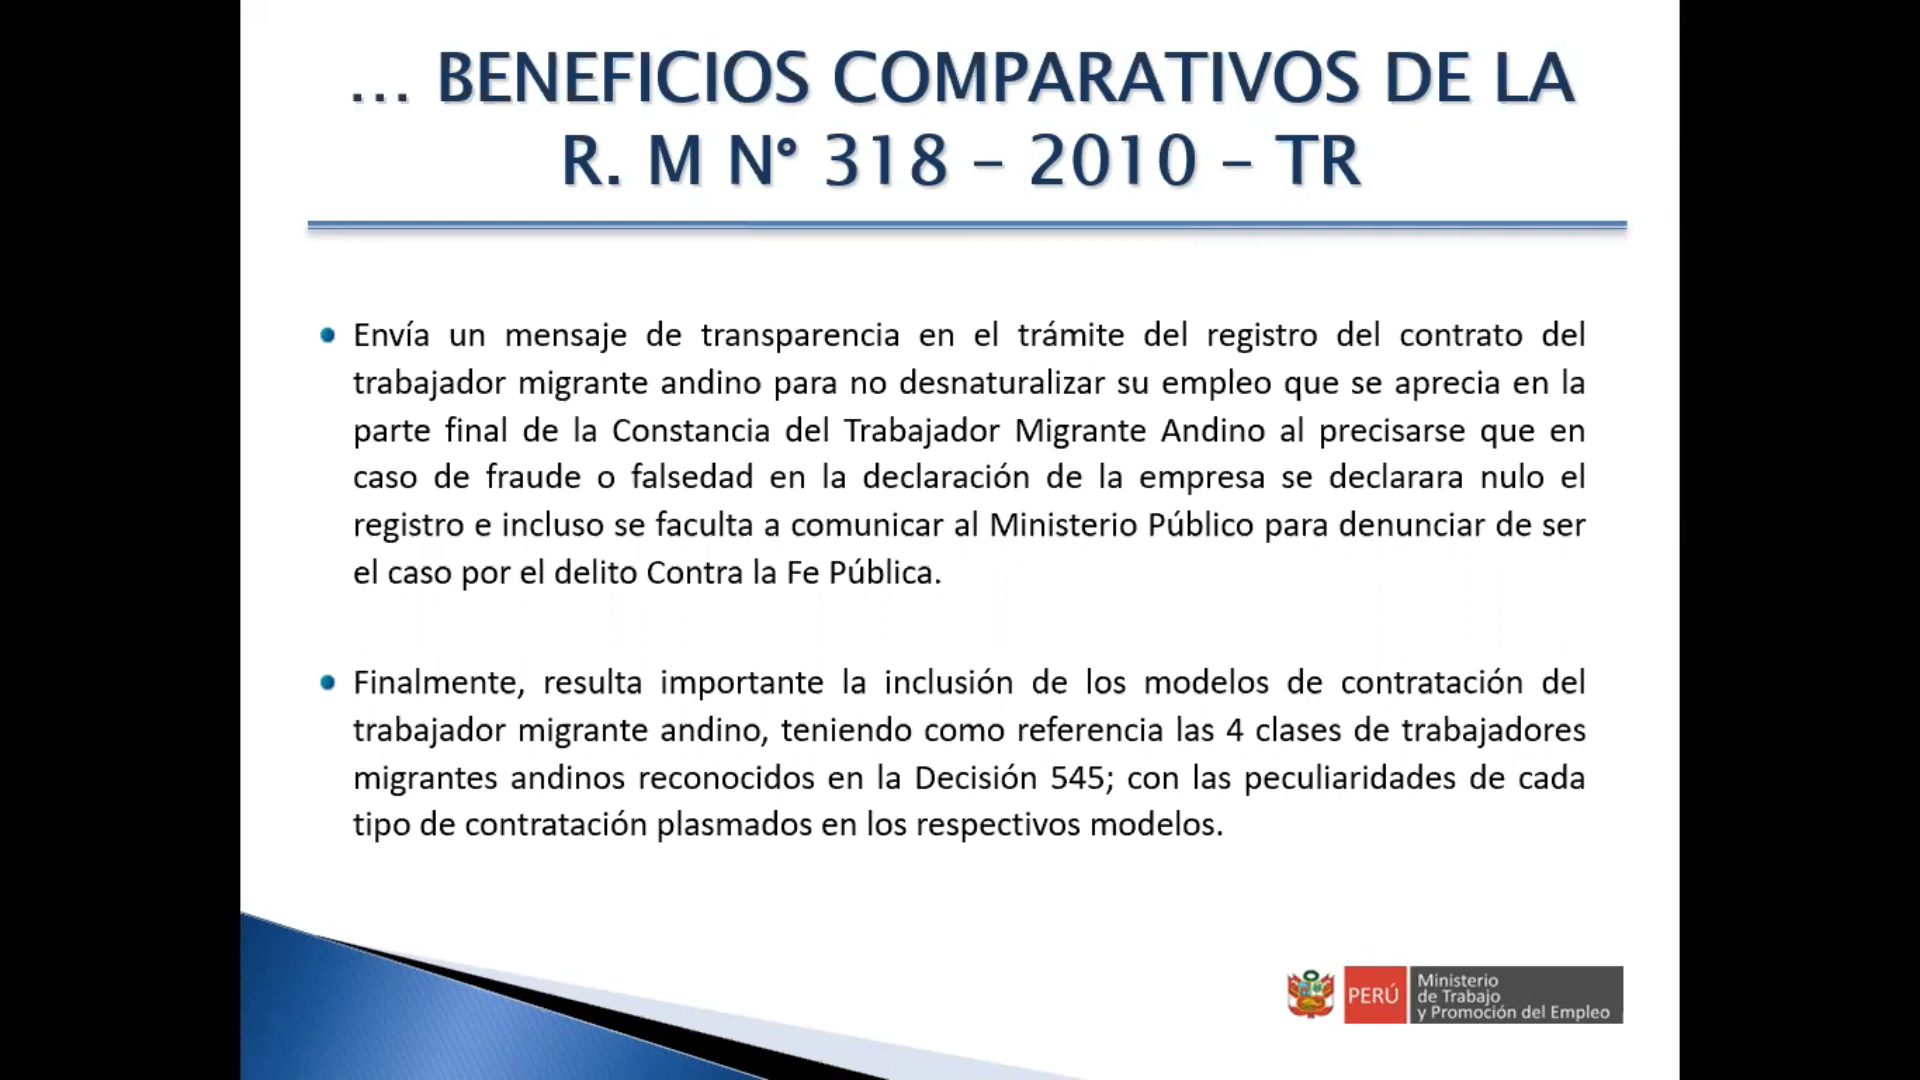 ... BENEFICIOS COMPARATIVOS DE LA
R. M N° 318 – 2010 – TR
Envía un mensaje de transparencia en el trámite del registro del contrato del
trabajador migrante andino para no desnaturalizar su empleo que se aprecia en la
parte final de la Constancia del Trabajador Migrante Andino al precisarse que en
caso de fraude o falsedad en la declaración de la empresa se declarara nulo el
registro e incluso se faculta a comunicar al Ministerio Público para denunciar de ser
el caso por el delito Contra la Fe Pública.
Finalmente, resulta importante la inclusión de los modelos de contratación del
trabajador migrante andino, teniendo como referencia las 4 clases de trabajadores
migrantes andinos reconocidos en la Decisión 545; con las peculiaridades de cada
tipo de contratación plasmados en los respectivos modelos.
PERÚ
Ministerio
de Trabajo
y Promoción del Empleo